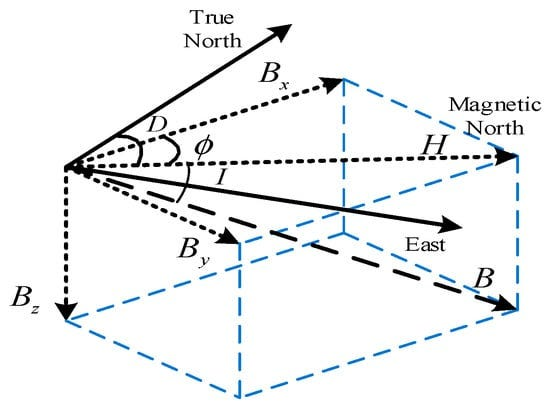 True
North
B_x
Magnetic
North
D
ϕ
H
I
B_y
East
B
B_z